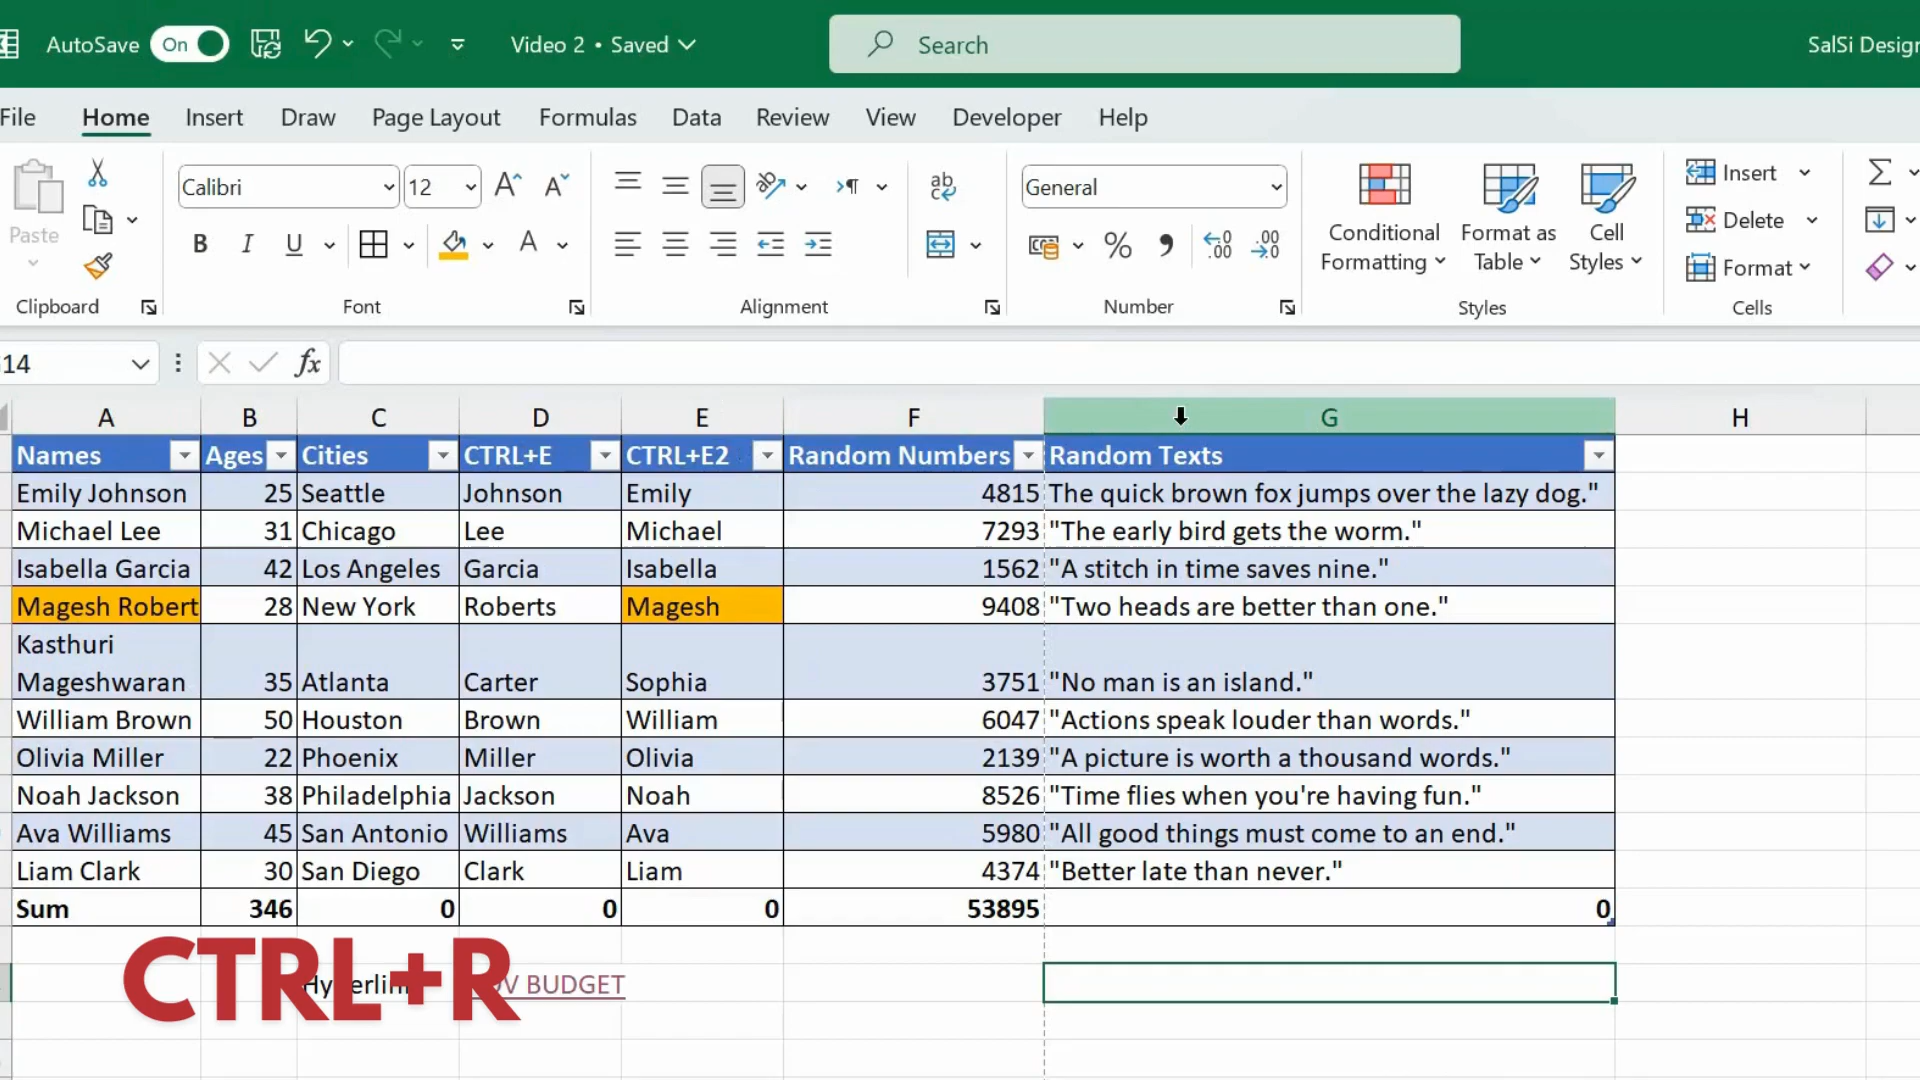 AutoSave On Video 2 • Saved Search SalSi Design
File Home Insert Draw Page Layout Formulas Data Review View Developer Help
Paste Calibri 12 General Conditional Formatting Format as Table Cell Styles Insert Delete Format
B I U A ab % .00
Clipboard Font Alignment Number Styles Cells
14 fx
A B C D E F G H
Names Ages Cities CTRL+E CTRL+E2 Random Numbers Random Texts
Emily Johnson 25 Seattle Johnson Emily 4815 The quick brown fox jumps over the lazy dog."
Michael Lee 31 Chicago Lee Michael 7293 "The early bird gets the worm."
Isabella Garcia 42 Los Angeles Garcia Isabella 1562 "A stitch in time saves nine."
Magesh Robert 28 New York Roberts Magesh 9408 "Two heads are better than one."
Kasthuri
Mageshwaran 35 Atlanta Carter Sophia 3751 "No man is an island."
William Brown 50 Houston Brown William 6047 "Actions speak louder than words."
Olivia Miller 22 Phoenix Miller Olivia 2139 "A picture is worth a thousand words."
Noah Jackson 38 Philadelphia Jackson Noah 8526 "Time flies when you're having fun."
Ava Williams 45 San Antonio Williams Ava 5980 "All good things must come to an end."
Liam Clark 30 San Diego Clark Liam 4374 "Better late than never."
Sum 346 0 0 0 53895 0
CTRL+R
BUDGET